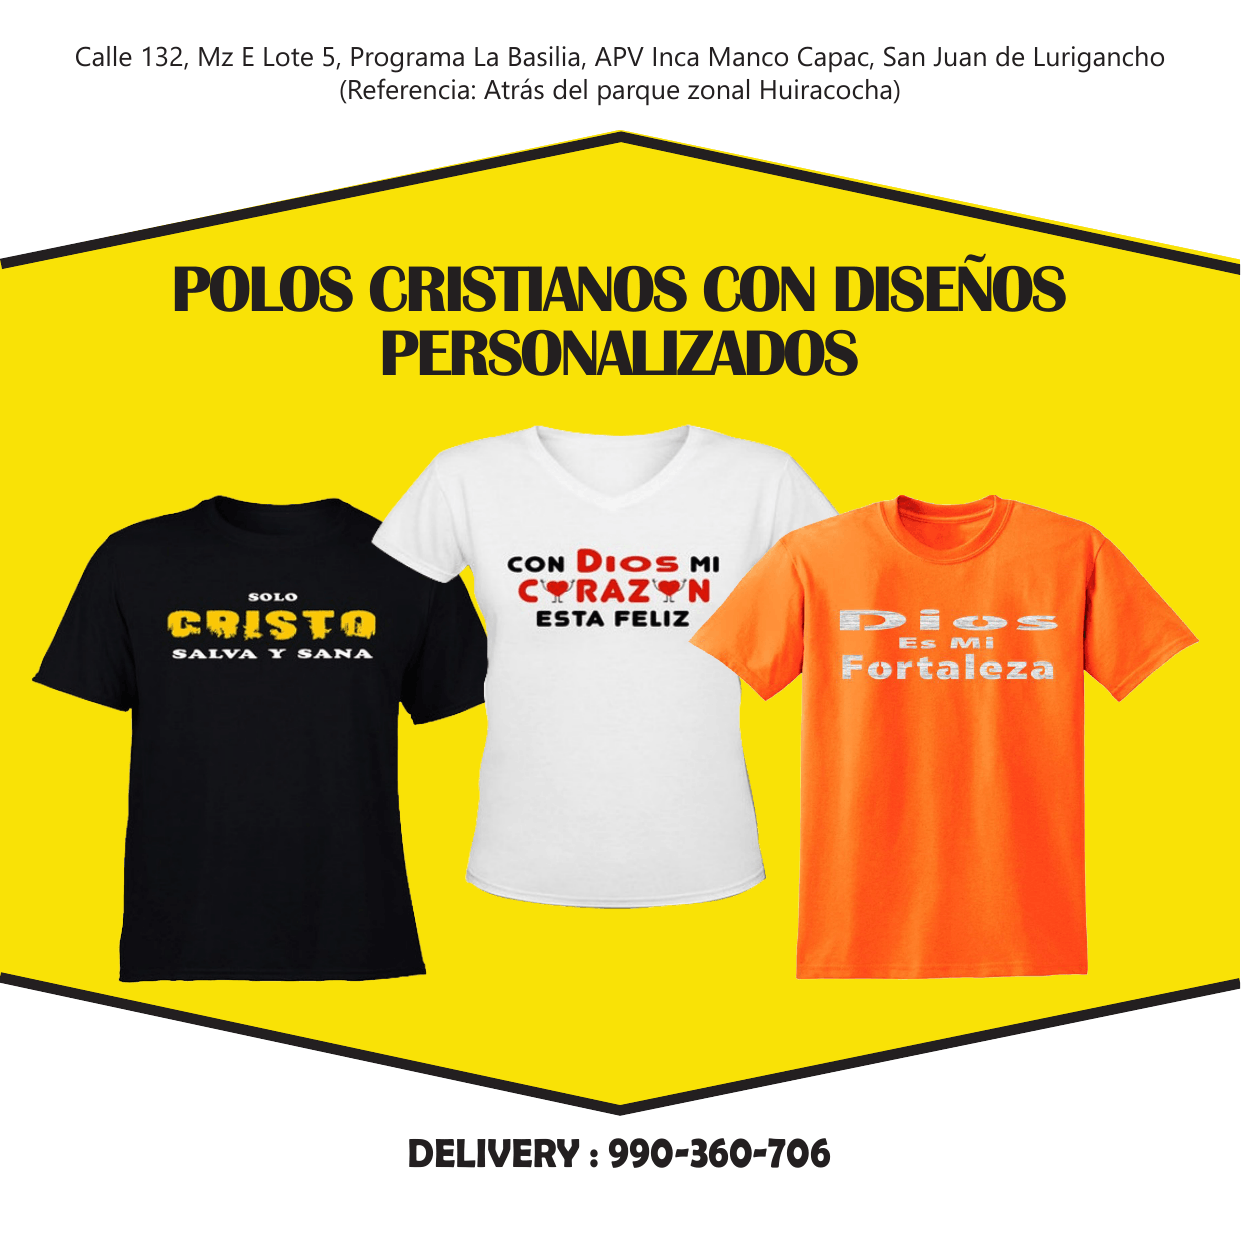 Calle 132, Mz E Lote 5, Programa La Basilia, APV Inca Manco Capac, San Juan de Lurigancho
(Referencia: Atrás del parque zonal Huiracocha)
POLOS CRISTIANOS CON DISEÑOS
PERSONALIZADOS
SOLO
CRISTO
SALVA Y SANA
CON DIOS MI
CORAZON
ESTA FELIZ
Dios
Es Mi
Fortaleza
DELIVERY : 990-360-706